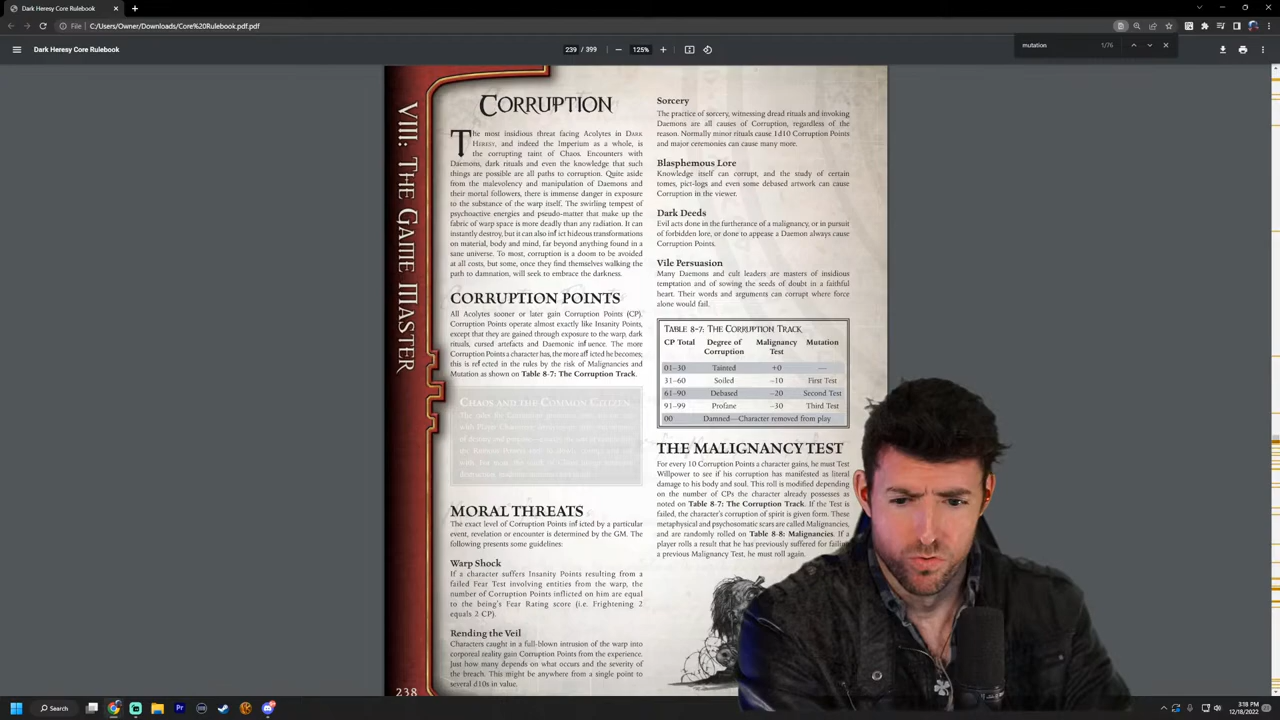 Dark Heresy Core Rulebook.pdf
File
C:/Users/Owner/Downloads/Core%20Rulebook.pdf.pdf
Dark Heresy Core Rulebook
239 / 399
125%
mutation
1/76
VIII: The Game Master
Corruption
The most insidious threat facing Acolytes in Dark
Heresy, and indeed the Imperium as a whole, is
the corrupting taint of Chaos. Encounters with
Daemons, dark rituals and even the knowledge that such
things are possible are all paths to corruption. Quite aside
from the malevolency and manipulation of Daemons and
their mortal followers, there is immense danger in exposure
to the substance of the warp itself. The swirling tempest of
psychoactive energies and pseudo-matter that make up the
fabric of warp space is more deadly than any radiation. It can
instantly destroy, but it can also inflict hideous transformations
on material, body and mind, far beyond anything found in a
sane universe. To most, corruption is a doom to be avoided
at all costs, but some, once they find themselves walking the
path to damnation, will seek to embrace the darkness.
CORRUPTION POINTS
All Acolytes sooner or later gain Corruption Points (CP).
Corruption Points operate almost exactly like Insanity Points,
except that they are gained through exposure to the warp, dark
rituals, cursed artefacts and Daemonic influence. The more
Corruption Points a character has, the more afflicted he becomes;
this is reflected in the rules by the risk of Malignancies and
Mutation as shown on Table 8-7: The Corruption Track.
Chaos and the Common Citizen
MORAL THREATS
The exact level of Corruption Points inflicted by a particular
event, revelation or encounter is determined by the GM. The
following presents some guidelines:
Warp Shock
If a character suffers Insanity Points resulting from a
failed Fear Test involving entities from the warp, the
number of Corruption Points inflicted on him are equal
to the being's Fear Rating score (i.e. Frightening 2
equals 2 CP).
Rending the Veil
Characters caught in a full-blown intrusion of the warp into
corporeal reality gain Corruption Points from the experience.
Just how many depends on what occurs and the severity of
the breach. This might be anywhere from a single point to
several d10s in value.
238
Sorcery
The practice of sorcery, witnessing dread rituals and invoking
Daemons are all causes of Corruption, regardless of the
reason. Normally minor rituals cause 1d10 Corruption Points
and major ceremonies can cause many more.
Blasphemous Lore
Knowledge itself can corrupt, and the study of certain
tomes, pict-logs and even some debased artwork can cause
Corruption in the viewer.
Dark Deeds
Evil acts done in the furtherance of a malignancy, or in pursuit
of forbidden lore, or done to appease a Daemon always cause
Corruption Points.
Vile Persuasion
Many Daemons and cult leaders are masters of insidious
temptation and of sowing the seeds of doubt in a faithful
heart. Their words and arguments can corrupt where force
alone would fail.
Table 8-7: The Corruption Track
CP Total Degree of Corruption Malignancy Test Mutation
01–30 Tainted +0 —
31–60 Soiled –10 First Test
61–90 Debased –20 Second Test
91–99 Profane –30 Third Test
00 Damned—Character removed from play
THE MALIGNANCY TEST
For every 10 Corruption Points a character gains, he must Test
Willpower to see if his corruption has manifested as literal
damage to his body and soul. This roll is modified depending
on the number of CPs the character already possesses as
noted on Table 8-7: The Corruption Track. If the Test is
failed, the character's corruption of spirit is given form. These
metaphysical and psychosomatic scars are called Malignancies,
and are randomly rolled on Table 8-8: Malignancies. If a
player rolls a result that he has previously suffered for failing
a previous Malignancy Test, he must roll again.
Search
Pr
3:38 PM
12/18/2022